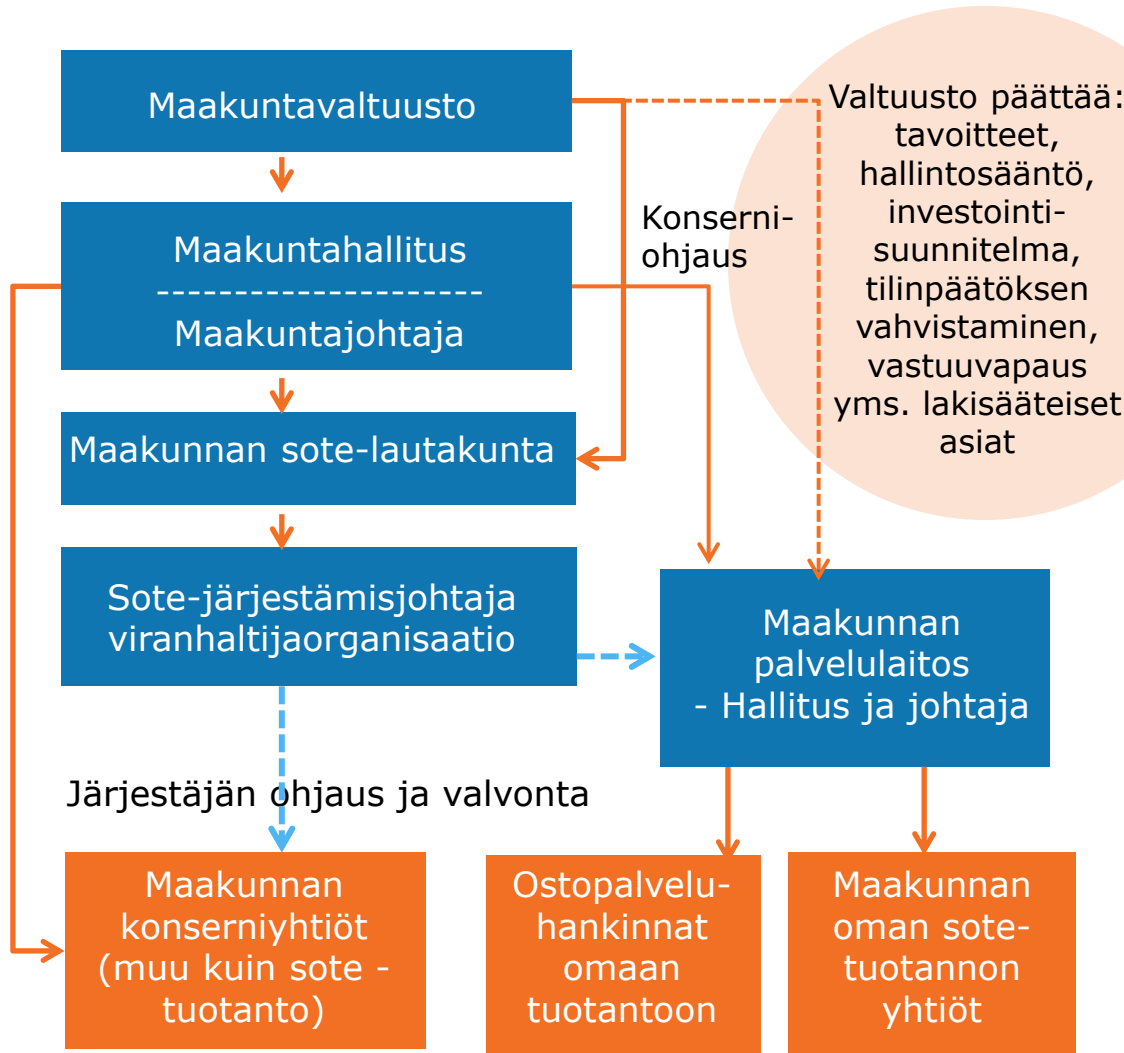 Maakuntavaltuusto
Valtuusto päättää:
tavoitteet,
hallintosääntö,
investointi-
suunnitelma,
tilinpäätöksen
vahvistaminen,
vastuuvapaus
yms. lakisääteiset
asiat
Konserni-
ohjaus
Maakuntahallitus
----------------------
Maakuntajohtaja
Maakunnan sote-lautakunta
Sote-järjestämisjohtaja
viranhaltijaorganisaatio
Maakunnan
palvelulaitos
- Hallitus ja johtaja
Järjestäjän ohjaus ja valvonta
Maakunnan
konserniyhtiöt
(muu kuin sote -
tuotanto)
Ostopalvelu-
hankinnat
omaan
tuotantoon
Maakunnan
oman sote-
tuotannon
yhtiöt